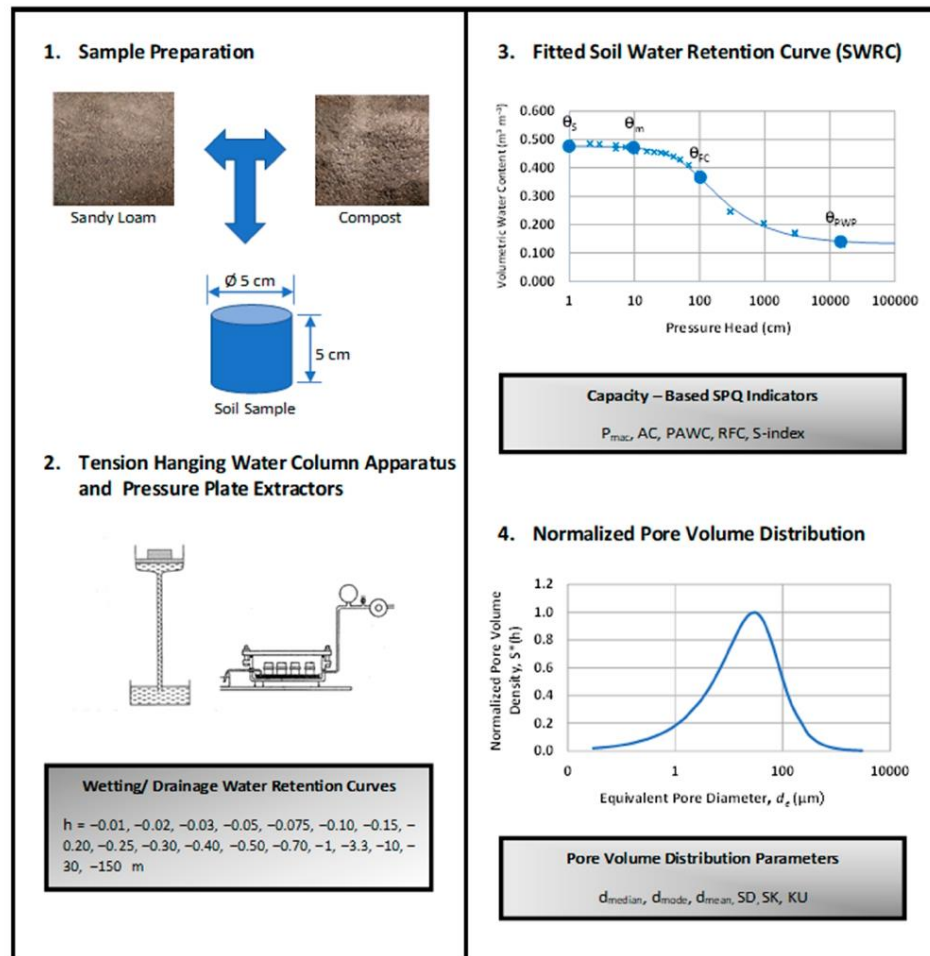 1. Sample Preparation
Sandy Loam
Compost
Ø 5 cm
5 cm
Soil Sample
2. Tension Hanging Water Column Apparatus
and Pressure Plate Extractors
Wetting/ Drainage Water Retention Curves
h = −0.01, −0.02, −0.03, −0.05, −0.075, −0.10, −0.15, −
0.20, −0.25, −0.30, −0.40, −0.50, −0.70, −1, −3.3, −10, −
30, −150 m
3. Fitted Soil Water Retention Curve (SWRC)
Volumetric Water Content (m³ m⁻³)
0.600
0.500
0.400
0.300
0.200
0.100
0.000
θS
θm
θFC
θPWP
1 10 100 1000 10000 100000
Pressure Head (cm)
Capacity – Based SPQ Indicators
Pmac, AC, PAWC, RFC, S-index
4. Normalized Pore Volume Distribution
Normalized Pore Volume
Density, S*(h)
1.2
1.0
0.8
0.6
0.4
0.2
0.0
0 1 100 10000
Equivalent Pore Diameter, de (μm)
Pore Volume Distribution Parameters
dmedian, dmode, dmean, SD, SK, KU